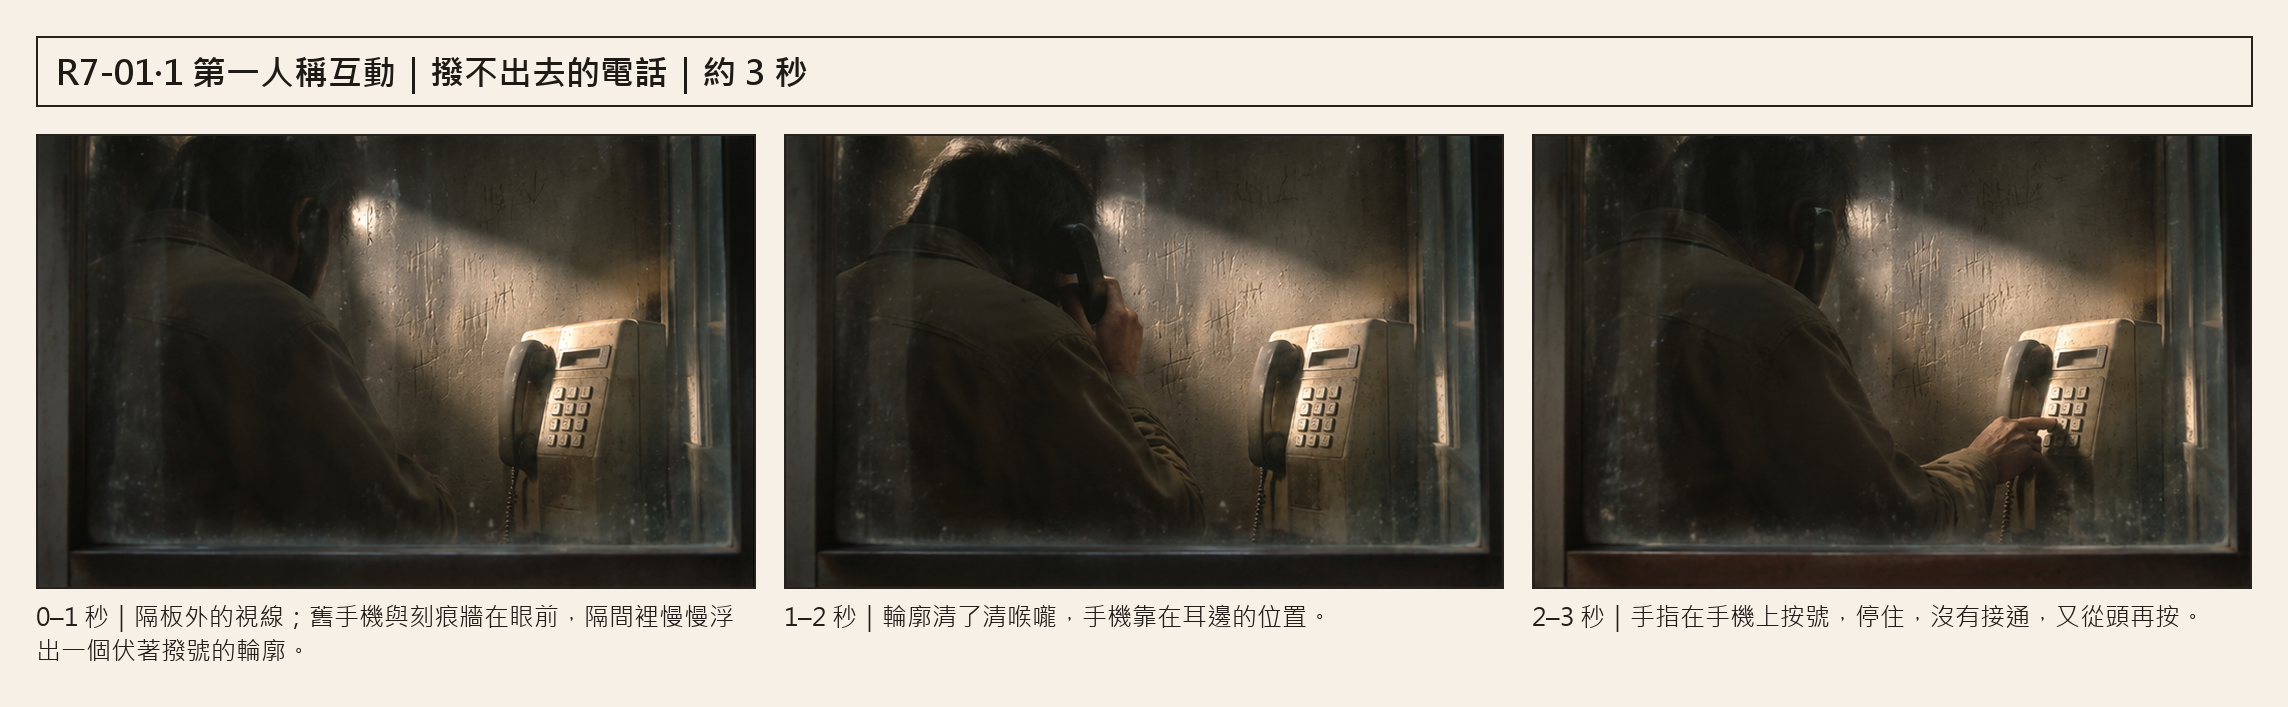 R7-01·1 第一人稱互動｜撥不出去的電話｜約 3 秒
0–1 秒｜隔板外的視線；舊手機與刻痕牆在眼前，隔間裡慢慢浮
出一個伏著撥號的輪廓。
1–2 秒｜輪廓清了清喉嚨，手機靠在耳邊的位置。
2–3 秒｜手指在手機上按號，停住，沒有接通，又從頭再按。